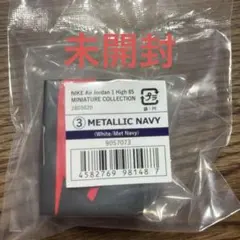 未開封
NIKE Air Jordan 1 High 85
MINIATURE COLLECTION
③ METALLIC NAVY
(White/Met Navy)
9057073
4582769 98148